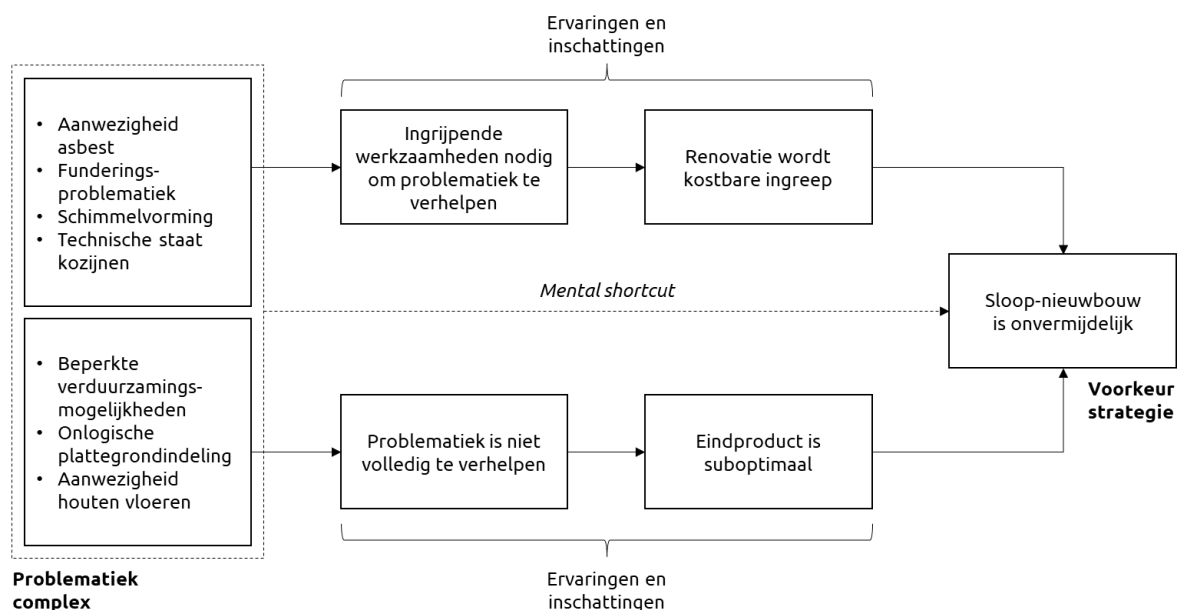 Ervaringen en
inschattingen
• Aanwezigheid
asbest
• Funderings-
problematiek
• Schimmelvorming
• Technische staat
kozijnen
Ingrijpende
werkzaamheden nodig
om problematiek te
verhelpen
Renovatie wordt
kostbare ingreep
Mental shortcut
Sloop-nieuwbouw
is onvermijdelijk
Voorkeur
strategie
• Beperkte
verduurzamings-
mogelijkheden
• Onlogische
plattegrondindeling
• Aanwezigheid
houten vloeren
Problematiek is niet
volledig te verhelpen
Eindproduct is
suboptimaal
Problematiek
complex
Ervaringen en
inschattingen